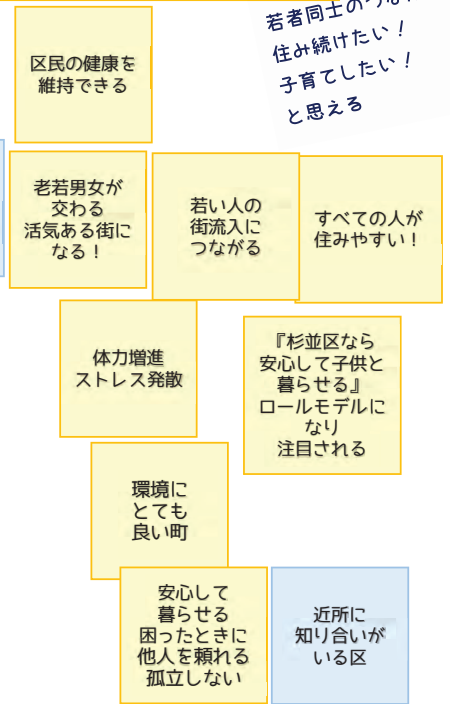 若者同士のつな
住み続けたい！
子育てしたい！
と思える
区民の健康を
維持できる
老若男女が
交わる
活気ある街に
なる！
若い人の
街流入に
つながる
すべての人が
住みやすい！
体力増進
ストレス発散
『杉並区なら
安心して子供と
暮らせる』
ロールモデルに
なり
注目される
環境に
とても
良い町
安心して
暮らせる
困ったときに
他人を頼れる
孤立しない
近所に
知り合いが
いる区